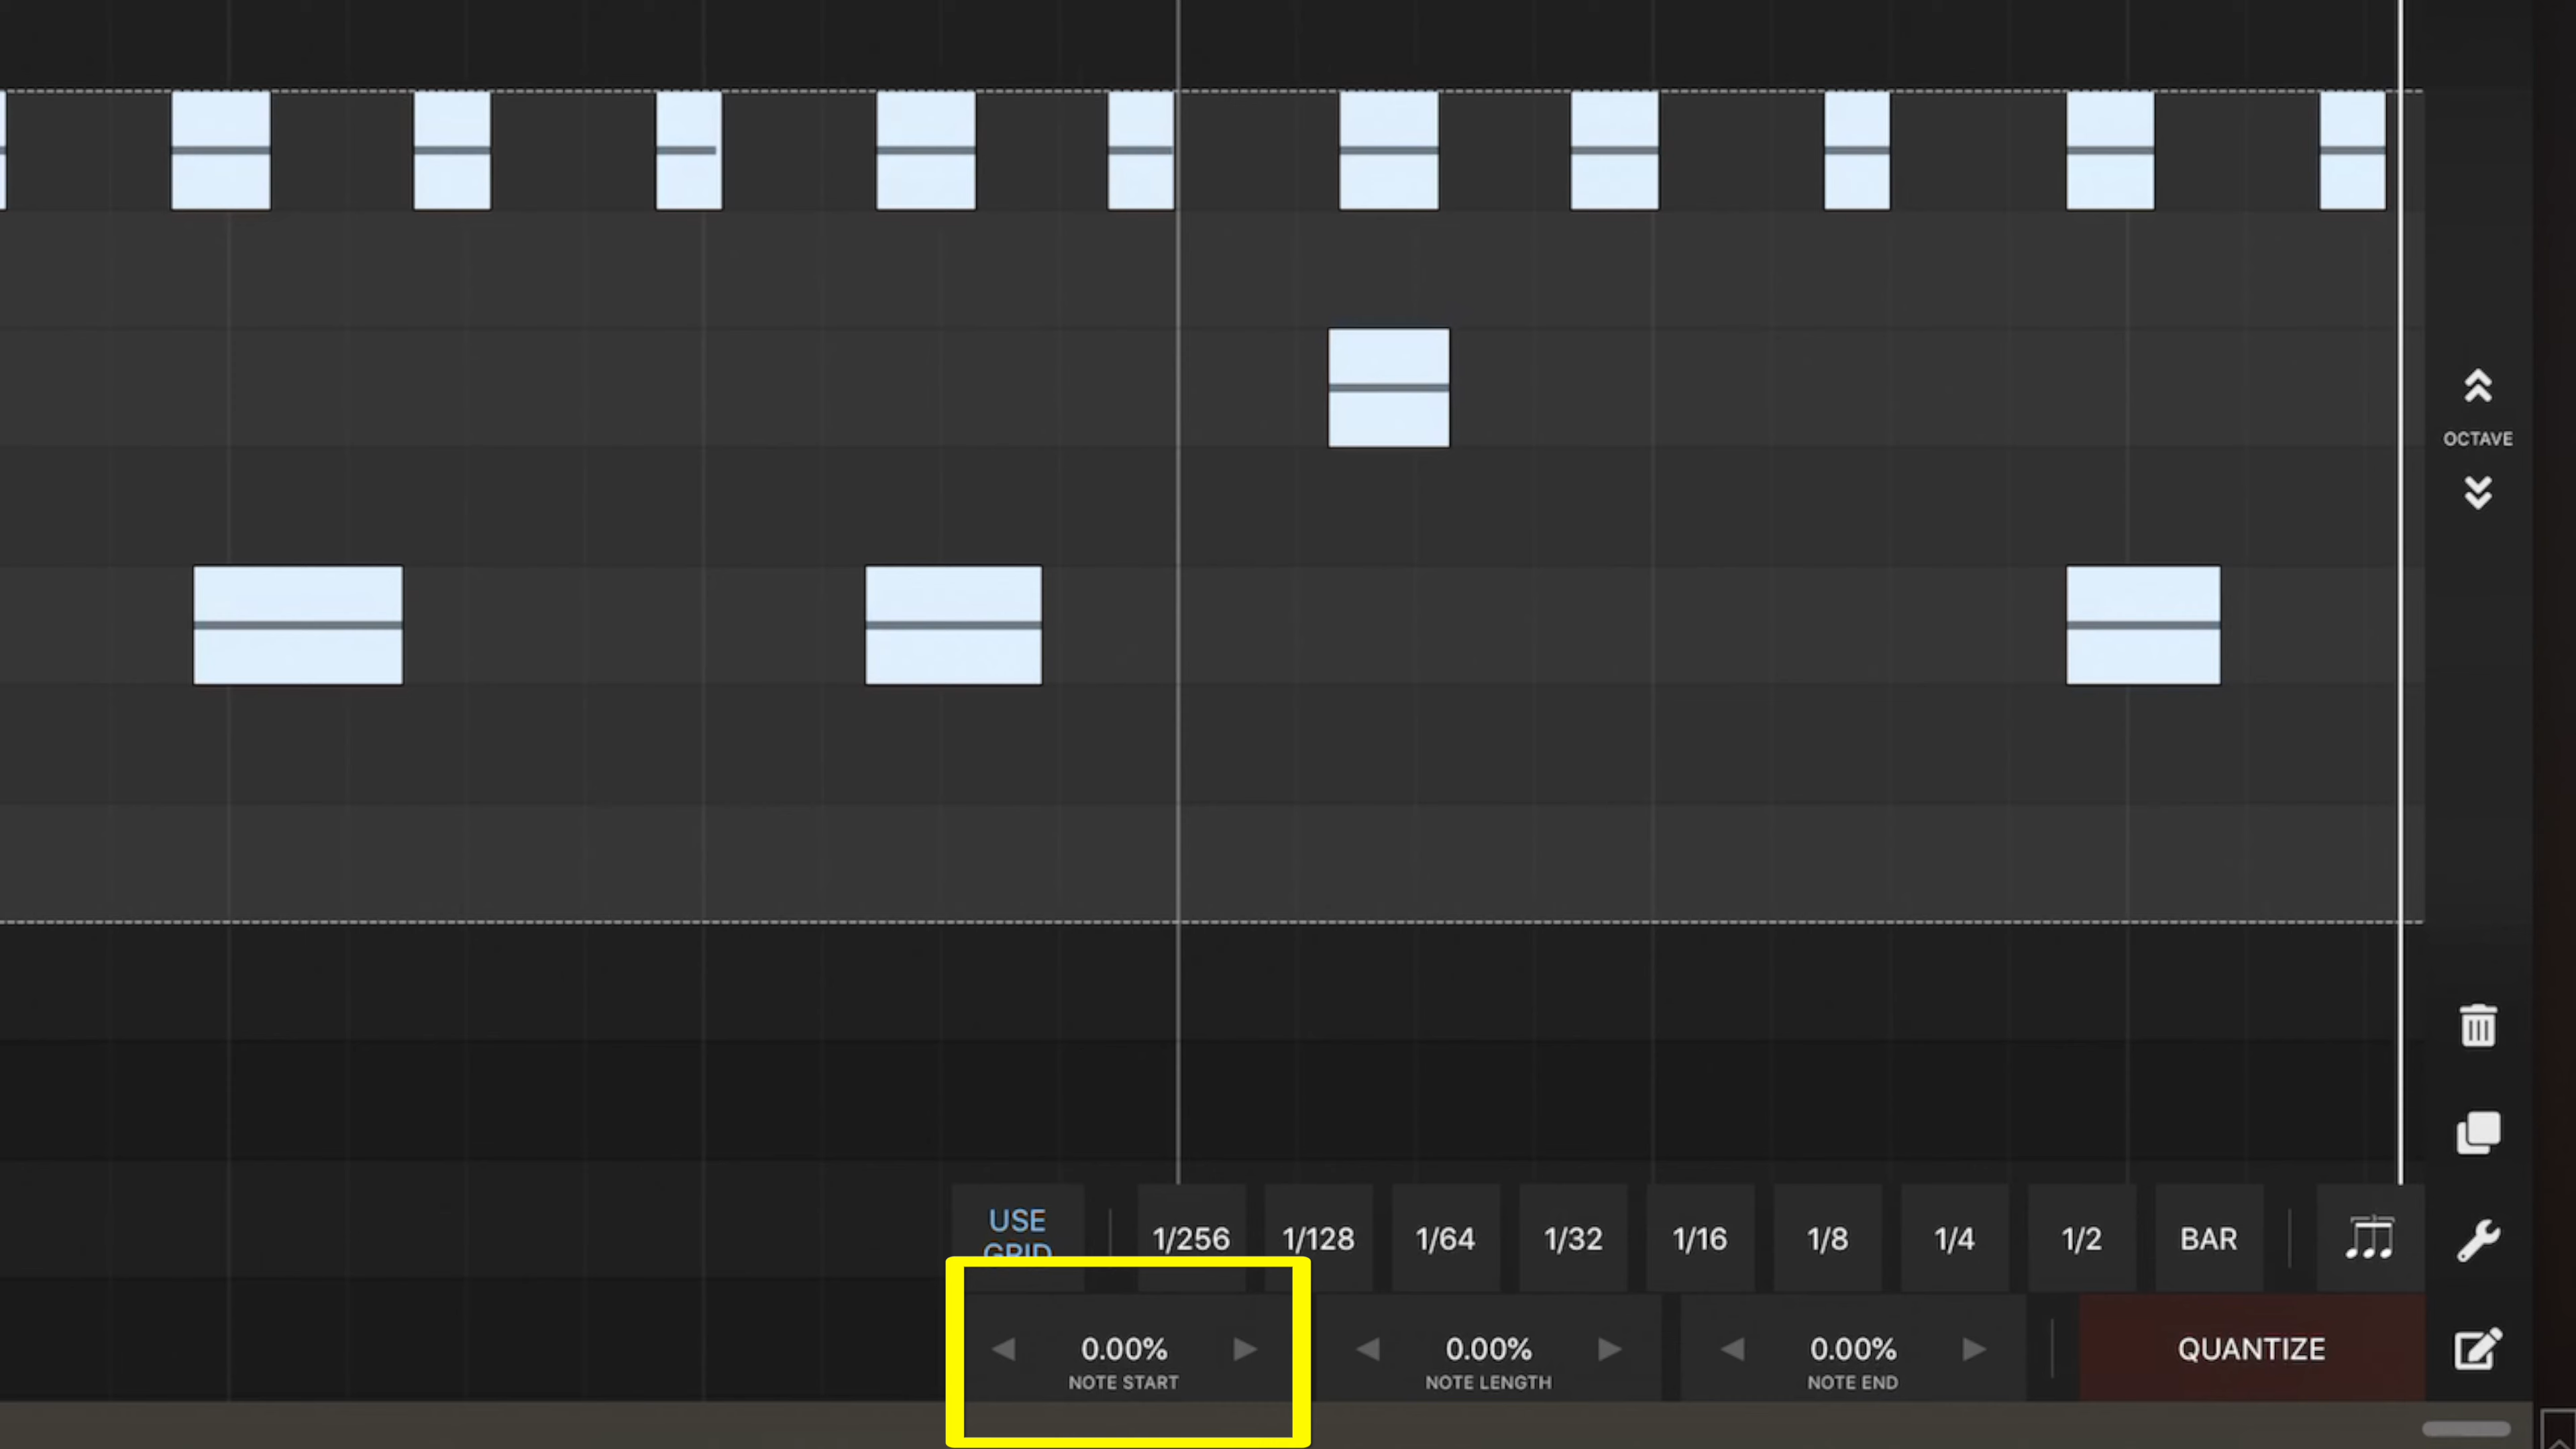 OCTAVE
USE
GRID
1/256
1/128
1/64
1/32
1/16
1/8
1/4
1/2
BAR
0.00%
NOTE START
0.00%
NOTE LENGTH
0.00%
NOTE END
QUANTIZE